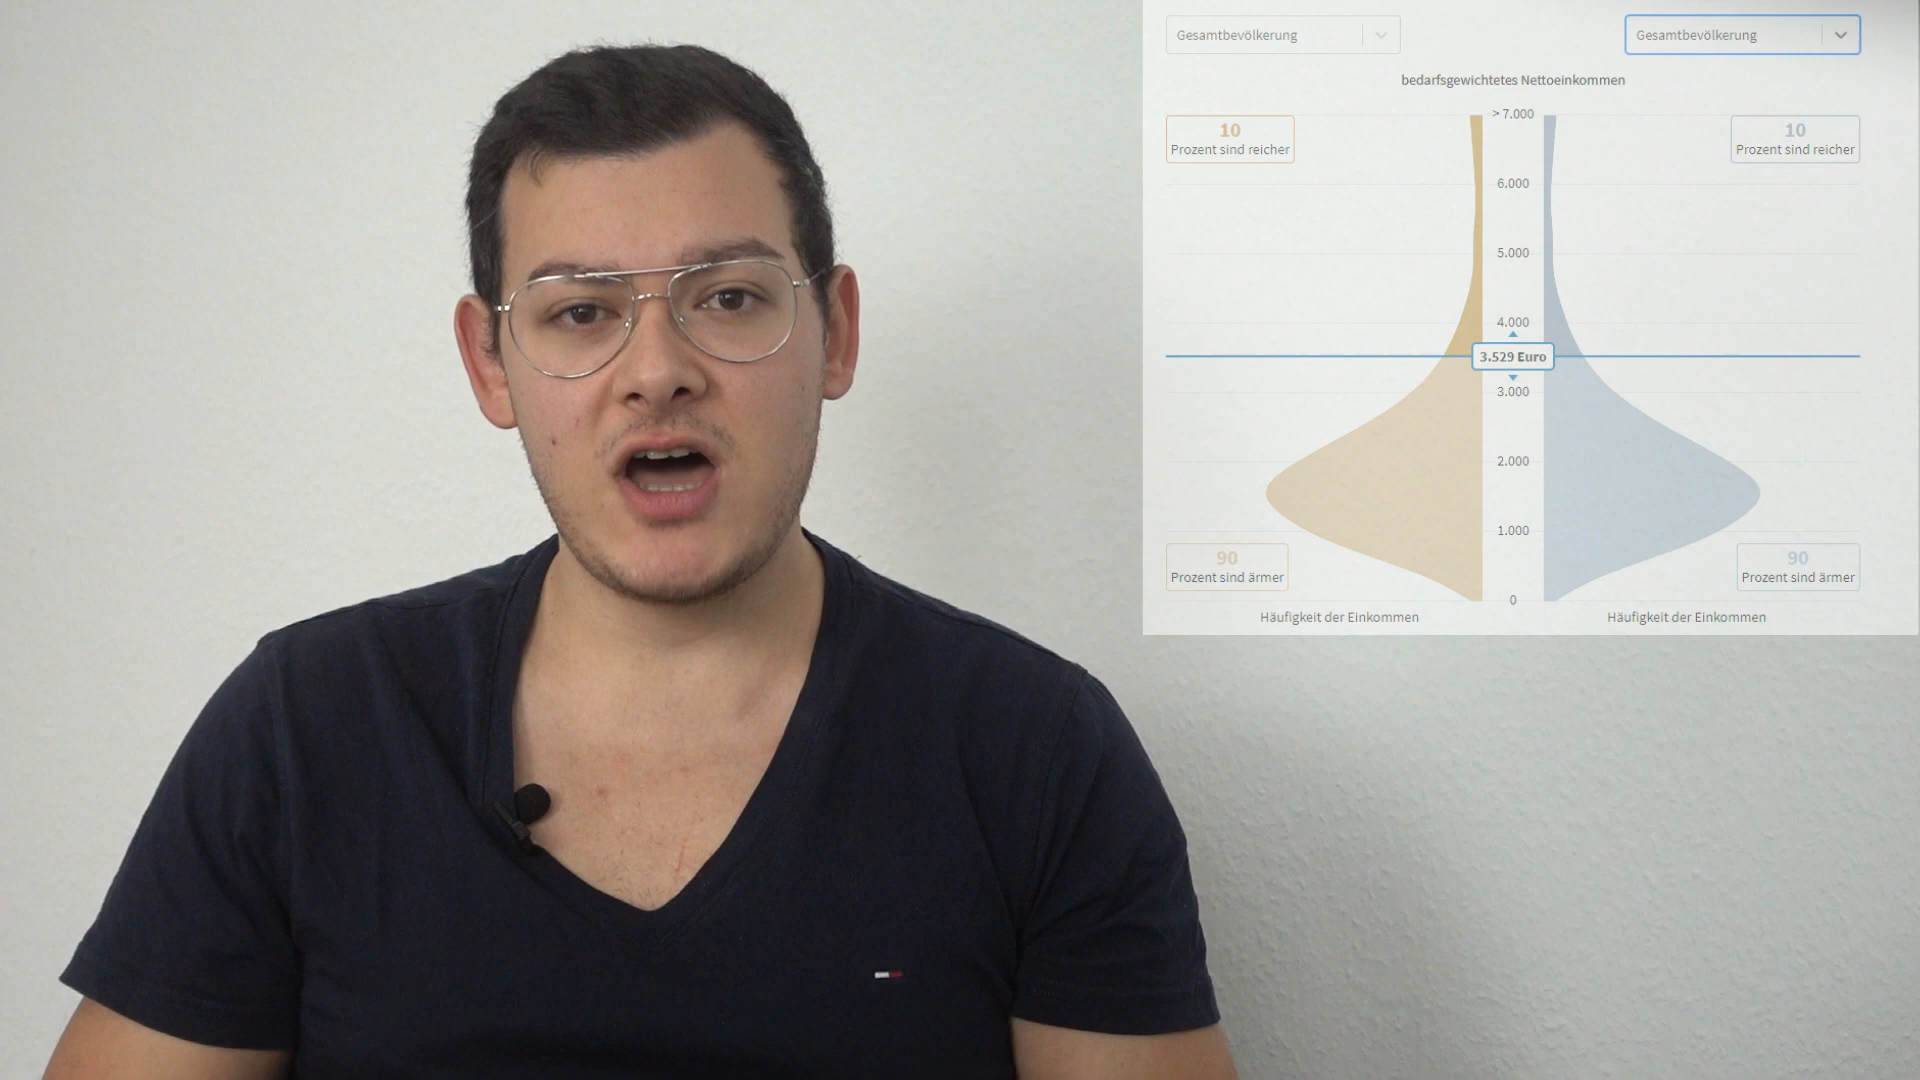 Gesamtbevölkerung
Gesamtbevölkerung
bedarfsgewichtetes Nettoeinkommen
> 7.000
10
Prozent sind reicher
10
Prozent sind reicher
6.000
5.000
4.000
3.529 Euro
3.000
2.000
1.000
90
Prozent sind ärmer
90
Prozent sind ärmer
0
Häufigkeit der Einkommen
Häufigkeit der Einkommen